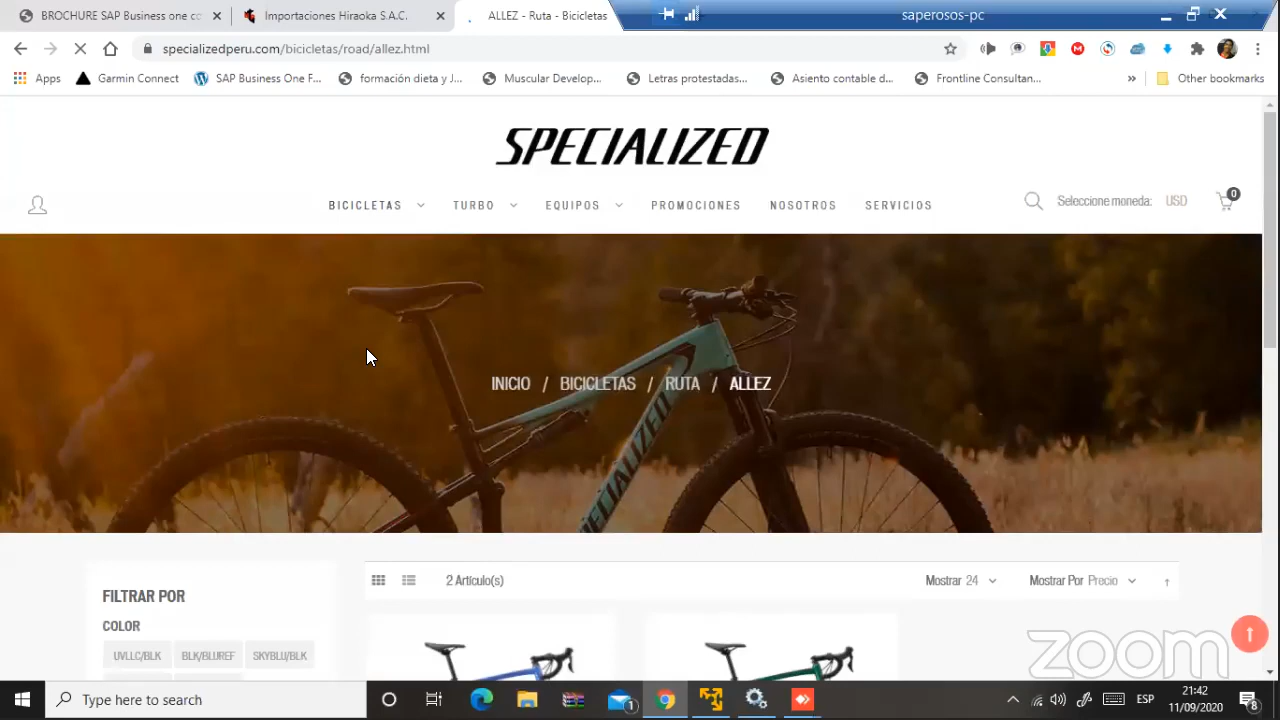 BROCHURE SAP Business one co
Importaciones Hiraoka S.A.C.
ALLEZ - Ruta - Bicicletas
saperosos-pc
specializedperu.com/bicicletas/road/allez.html
Apps
Garmin Connect
SAP Business One F...
formación dieta y J...
Muscular Develop...
Letras protestadas...
Asiento contable d...
Frontline Consultan...
»
Other bookmarks
SPECIALIZED
BICICLETAS
TURBO
EQUIPOS
PROMOCIONES
NOSOTROS
SERVICIOS
Seleccione moneda: USD
0
INICIO / BICICLETAS / RUTA / ALLEZ
SPECIALIZED
FILTRAR POR
COLOR
UVLLC/BLK
BLK/BLUREF
SKYBLU/BLK
2 Artículo(s)
Mostrar 24
Mostrar Por Precio
zoom
Type here to search
1
ESP
21:42
11/09/2020
8